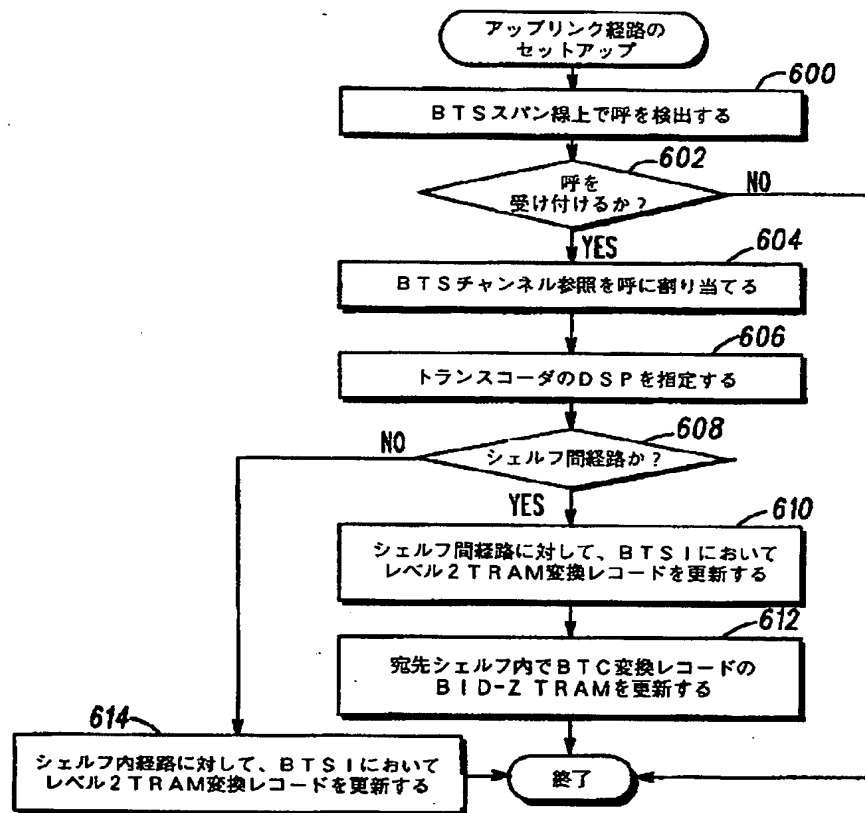 アップリンク経路の
セットアップ
600
BTSスパン線上で呼を検出する
602
呼を
受け付けるか?
NO
YES
604
BTSチャンネル参照を呼に割り当てる
606
トランスコーダのDSPを指定する
608
NO
シェルフ間経路か?
YES
610
シェルフ間経路に対して、BTSIにおいて
レベル2TRAM変換レコードを更新する
612
宛先シェルフ内でBTC変換レコードの
BID-Z TRAMを更新する
614
シェルフ内経路に対して、BTSIにおいて
レベル2TRAM変換レコードを更新する
終了